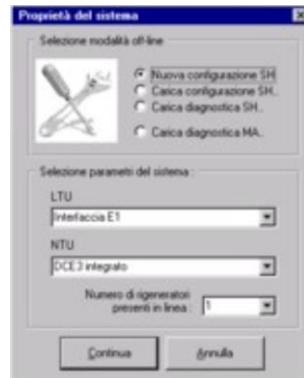 Proprietà del sistema
Selezione modalità off-line
Nuova configurazione SH
Carica configurazione SH..
Carica diagnostica SH..
Carica diagnostica MA..
Selezione parametri del sistema :
LTU
Interfaccia E1
NTU
DCE3 integrato
Numero di rigeneratori
presenti in linea :
1
Continua
Annulla